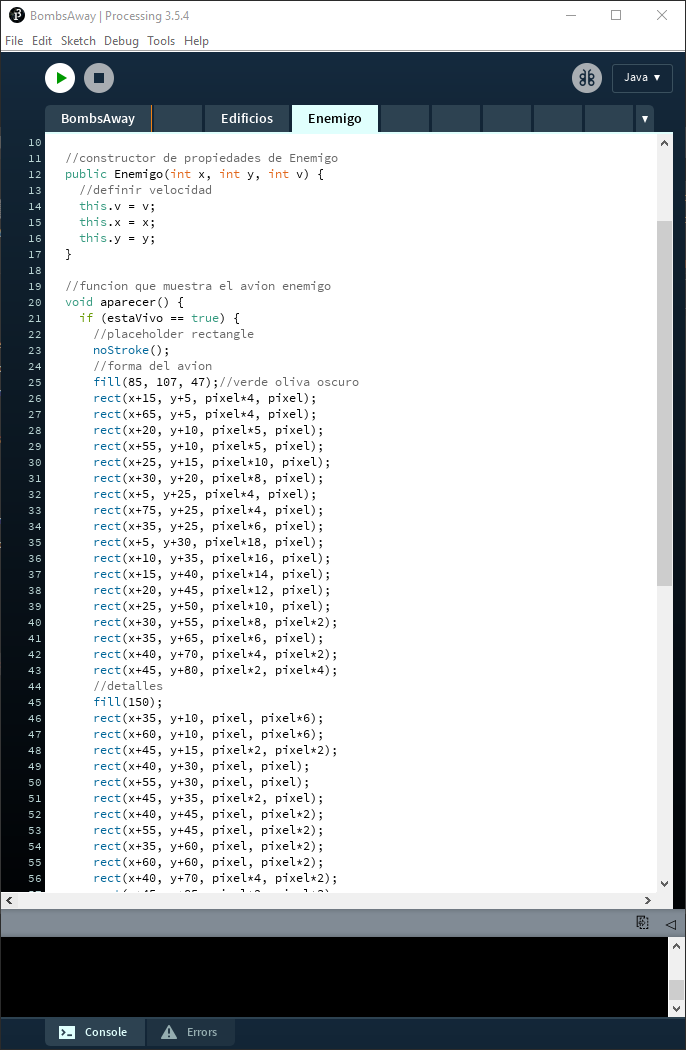 BombsAway | Processing 3.5.4
File Edit Sketch Debug Tools Help
Java ▼
BombsAway Edificios Enemigo ▼
10
11 //constructor de propiedades de Enemigo
12 public Enemigo(int x, int y, int v) {
13 //definir velocidad
14 this.v = v;
15 this.x = x;
16 this.y = y;
17 }
18
19 //funcion que muestra el avion enemigo
20 void aparecer() {
21 if (estaVivo == true) {
22 //placeholder rectangle
23 noStroke();
24 //forma del avion
25 fill(85, 107, 47);//verde oliva oscuro
26 rect(x+15, y+5, pixel*4, pixel);
27 rect(x+65, y+5, pixel*4, pixel);
28 rect(x+20, y+10, pixel*5, pixel);
29 rect(x+55, y+10, pixel*5, pixel);
30 rect(x+25, y+15, pixel*10, pixel);
31 rect(x+30, y+20, pixel*8, pixel);
32 rect(x+5, y+25, pixel*4, pixel);
33 rect(x+75, y+25, pixel*4, pixel);
34 rect(x+35, y+25, pixel*6, pixel);
35 rect(x+5, y+30, pixel*18, pixel);
36 rect(x+10, y+35, pixel*16, pixel);
37 rect(x+15, y+40, pixel*14, pixel);
38 rect(x+20, y+45, pixel*12, pixel);
39 rect(x+25, y+50, pixel*10, pixel);
40 rect(x+30, y+55, pixel*8, pixel*2);
41 rect(x+35, y+65, pixel*6, pixel);
42 rect(x+40, y+70, pixel*4, pixel*2);
43 rect(x+45, y+80, pixel*2, pixel*4);
44 //detalles
45 fill(150);
46 rect(x+35, y+10, pixel, pixel*6);
47 rect(x+60, y+10, pixel, pixel*6);
48 rect(x+45, y+15, pixel*2, pixel*2);
49 rect(x+40, y+30, pixel, pixel);
50 rect(x+55, y+30, pixel, pixel);
51 rect(x+45, y+35, pixel*2, pixel);
52 rect(x+40, y+45, pixel, pixel*2);
53 rect(x+55, y+45, pixel, pixel*2);
54 rect(x+35, y+60, pixel, pixel*2);
55 rect(x+60, y+60, pixel, pixel*2);
56 rect(x+40, y+70, pixel*4, pixel*2);
Console Errors